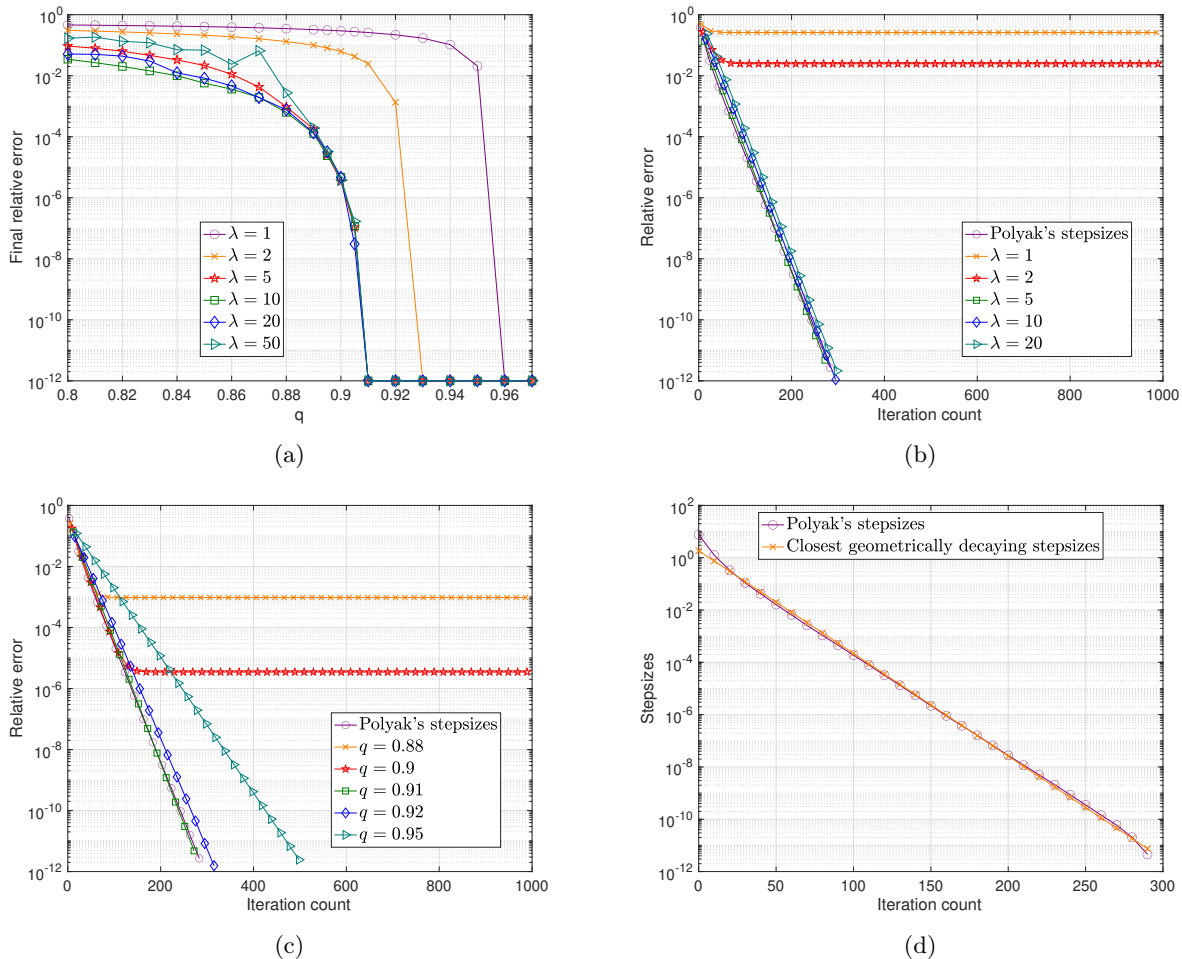 10^0
10^-2
10^-4
10^-6
10^-8
10^-10
10^-12
Final relative error
0.8 0.82 0.84 0.86 0.88 0.9 0.92 0.94 0.96
q
λ = 1
λ = 2
λ = 5
λ = 10
λ = 20
λ = 50
(a)
10^0
10^-2
10^-4
10^-6
10^-8
10^-10
10^-12
Relative error
0 200 400 600 800 1000
Iteration count
Polyak's stepsizes
λ = 1
λ = 2
λ = 5
λ = 10
λ = 20
(b)
10^0
10^-2
10^-4
10^-6
10^-8
10^-10
10^-12
Relative error
0 200 400 600 800 1000
Iteration count
Polyak's stepsizes
q = 0.88
q = 0.9
q = 0.91
q = 0.92
q = 0.95
(c)
10^2
10^0
10^-2
10^-4
10^-6
10^-8
10^-10
10^-12
Stepsizes
0 50 100 150 200 250 300
Iteration count
Polyak's stepsizes
Closest geometrically decaying stepsizes
(d)